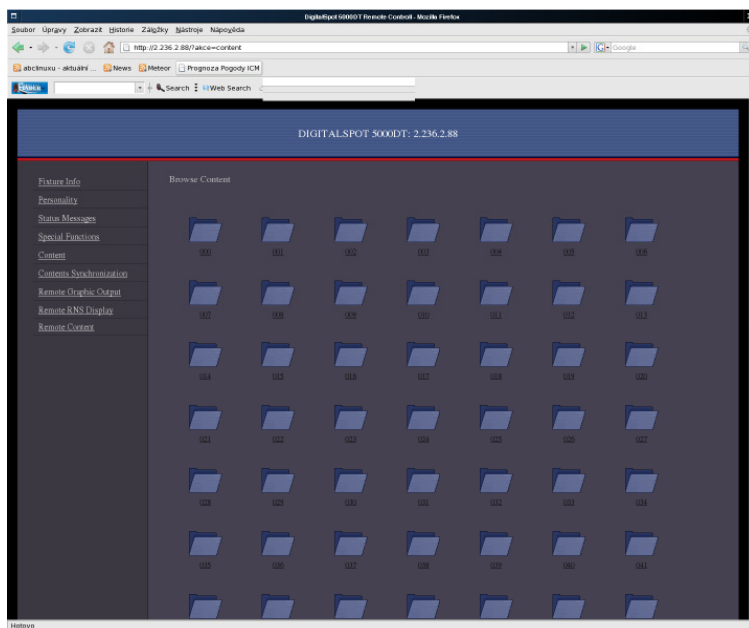 DigitalSpot 5000DT Remote Controll - Mozilla Firefox
Soubor Úpravy Zobrazit Historie Záložky Nástroje Nápověda
http://2.236.2.88/?akce=content
Google
abclinuxu - aktuální ... News Meteor Prognoza Pogody ICM
Search Web Search
DIGITALSPOT 5000DT: 2.236.2.88
Fixture Info
Personality
Status Messages
Special Functions
Content
Contents Synchronization
Remote Graphic Output
Remote RNS Display
Remote Content
Browse Content
000 001 002 003 004 005 006
007 008 009 010 011 012 013
014 015 016 017 018 019 020
021 022 023 024 025 026 027
028 029 030 031 032 033 034
035 036 037 038 039 040 041
Hotovo